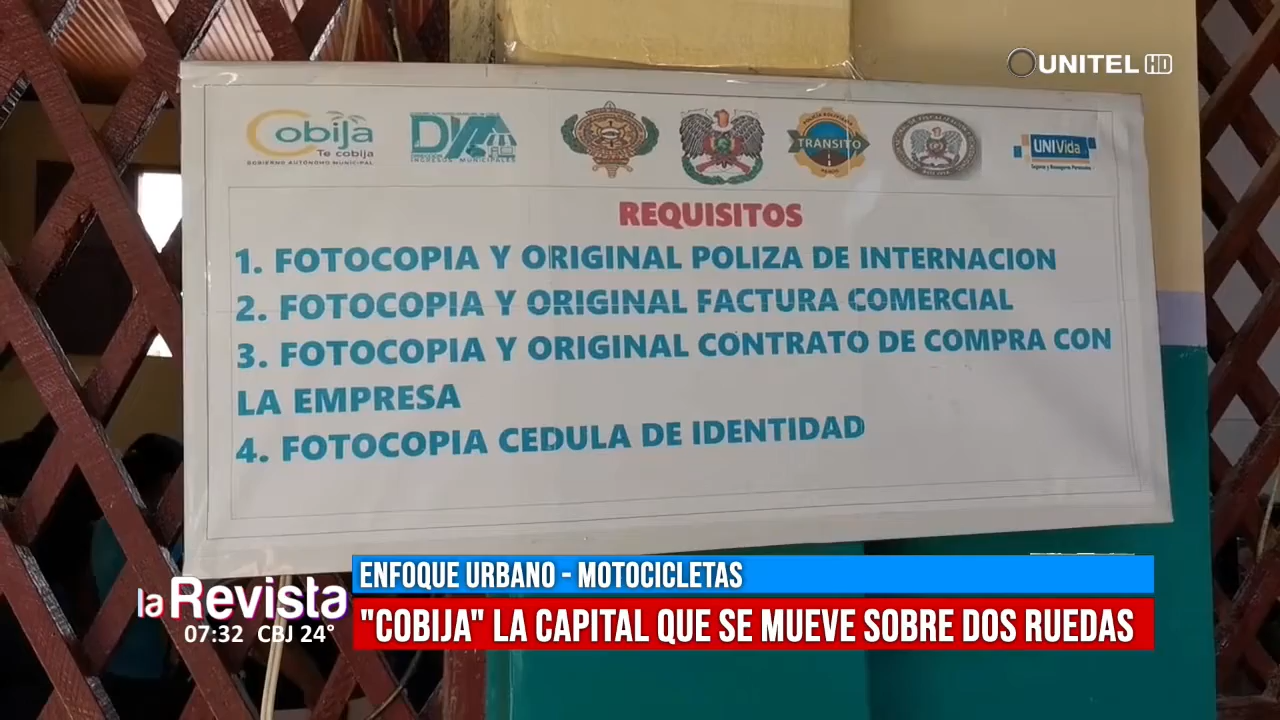 UNITEL HD
Cobija
Te cobija
GOBIERNO AUTÓNOMO MUNICIPAL
INGRESOS MUNICIPALES
TRANSITO
UNIVida
REQUISITOS
1. FOTOCOPIA Y ORIGINAL POLIZA DE INTERNACION
2. FOTOCOPIA Y ORIGINAL FACTURA COMERCIAL
3. FOTOCOPIA Y ORIGINAL CONTRATO DE COMPRA CON
LA EMPRESA
4. FOTOCOPIA CEDULA DE IDENTIDAD
ENFOQUE URBANO - MOTOCICLETAS
la Revista
"COBIJA" LA CAPITAL QUE SE MUEVE SOBRE DOS RUEDAS
07:32 CBJ 24°